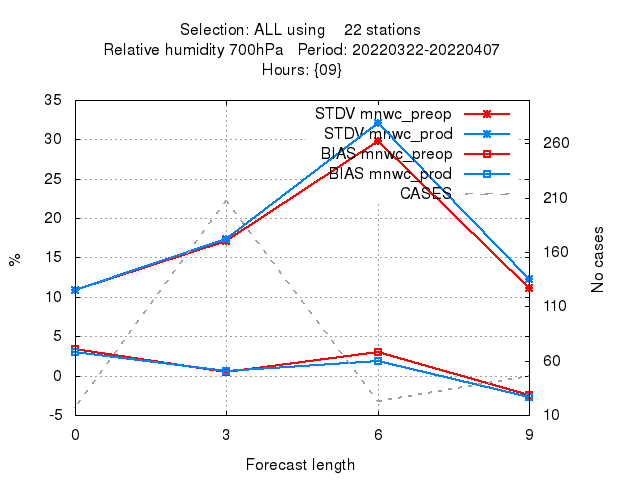 Selection: ALL using 22 stations
Relative humidity 700hPa Period: 20220322-20220407
Hours: {09}
STDV mnwc_preop
STDV mnwc_prod
BIAS mnwc_preop
BIAS mnwc_prod
CASES
35
30
25
20
15
10
5
0
-5
%
260
210
160
110
60
10
No cases
0 3 6 9
Forecast length